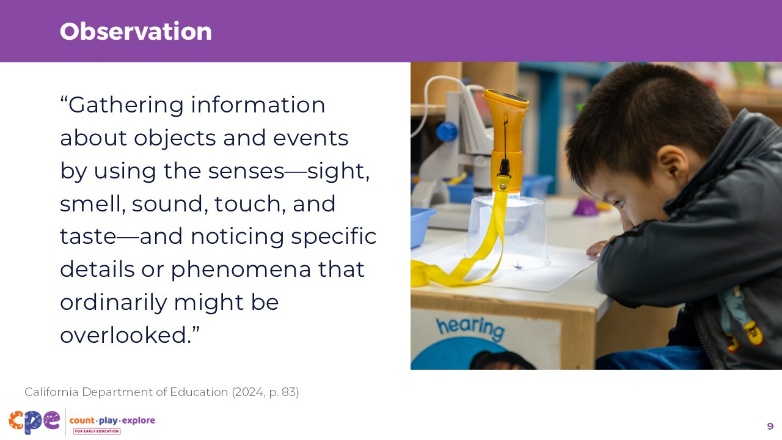 Observation
“Gathering information
about objects and events
by using the senses—sight,
smell, sound, touch, and
taste—and noticing specific
details or phenomena that
ordinarily might be
overlooked.”
hearing
California Department of Education (2024, p. 83)
cpe count·play·explore
FOR EARLY EDUCATION
9